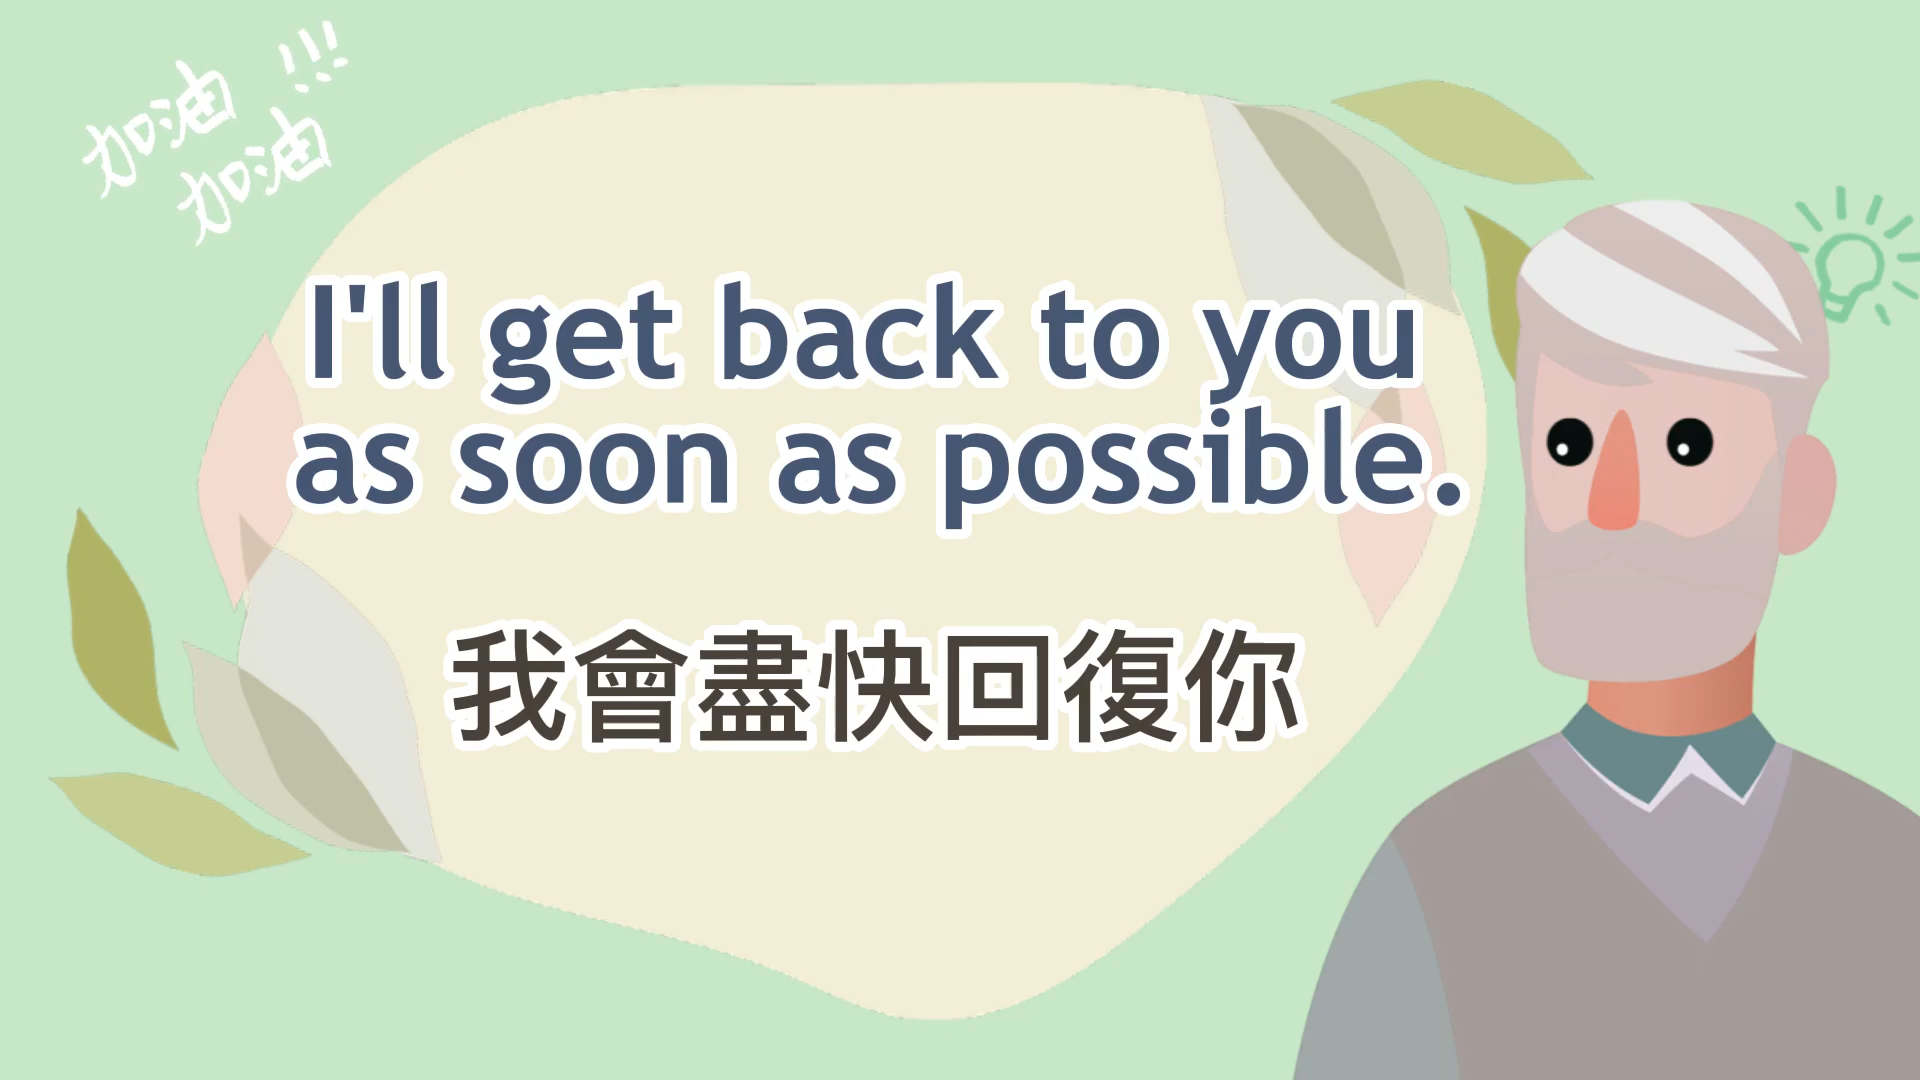 加油 !!!
加油
I'll get back to you
as soon as possible.
我會盡快回復你